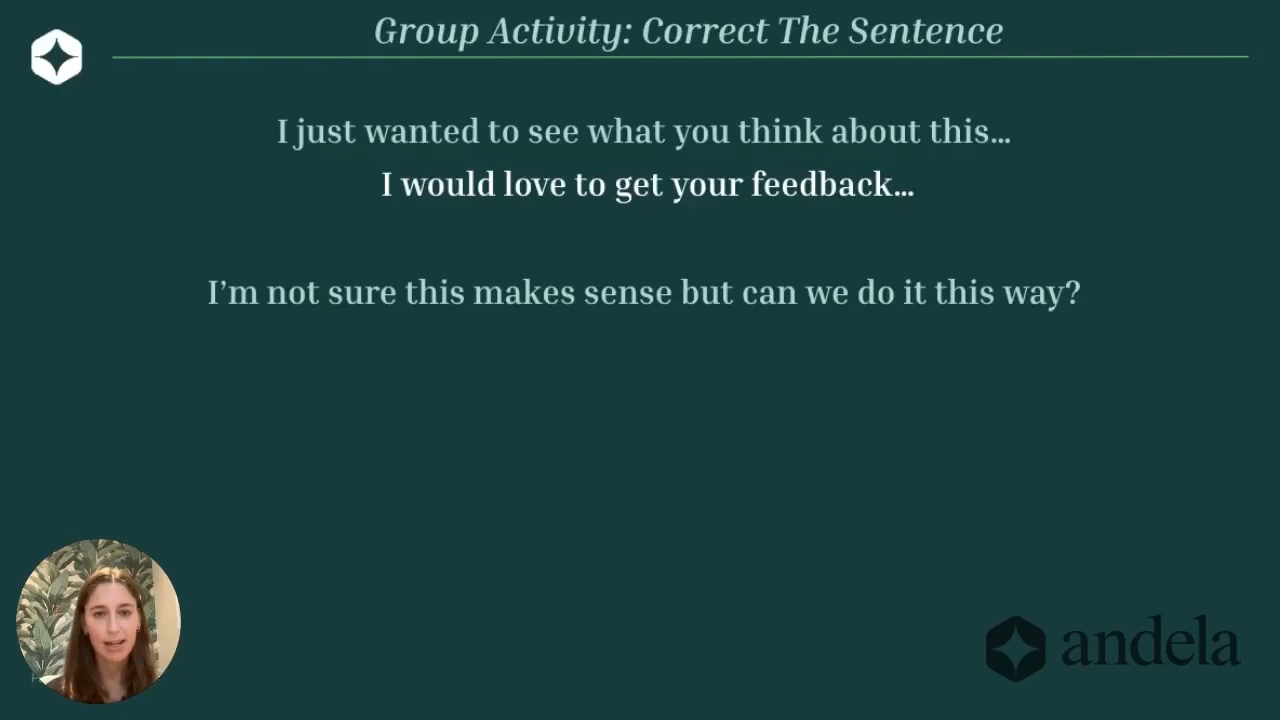 Group Activity: Correct The Sentence
I just wanted to see what you think about this...
I would love to get your feedback...
I'm not sure this makes sense but can we do it this way?
andela